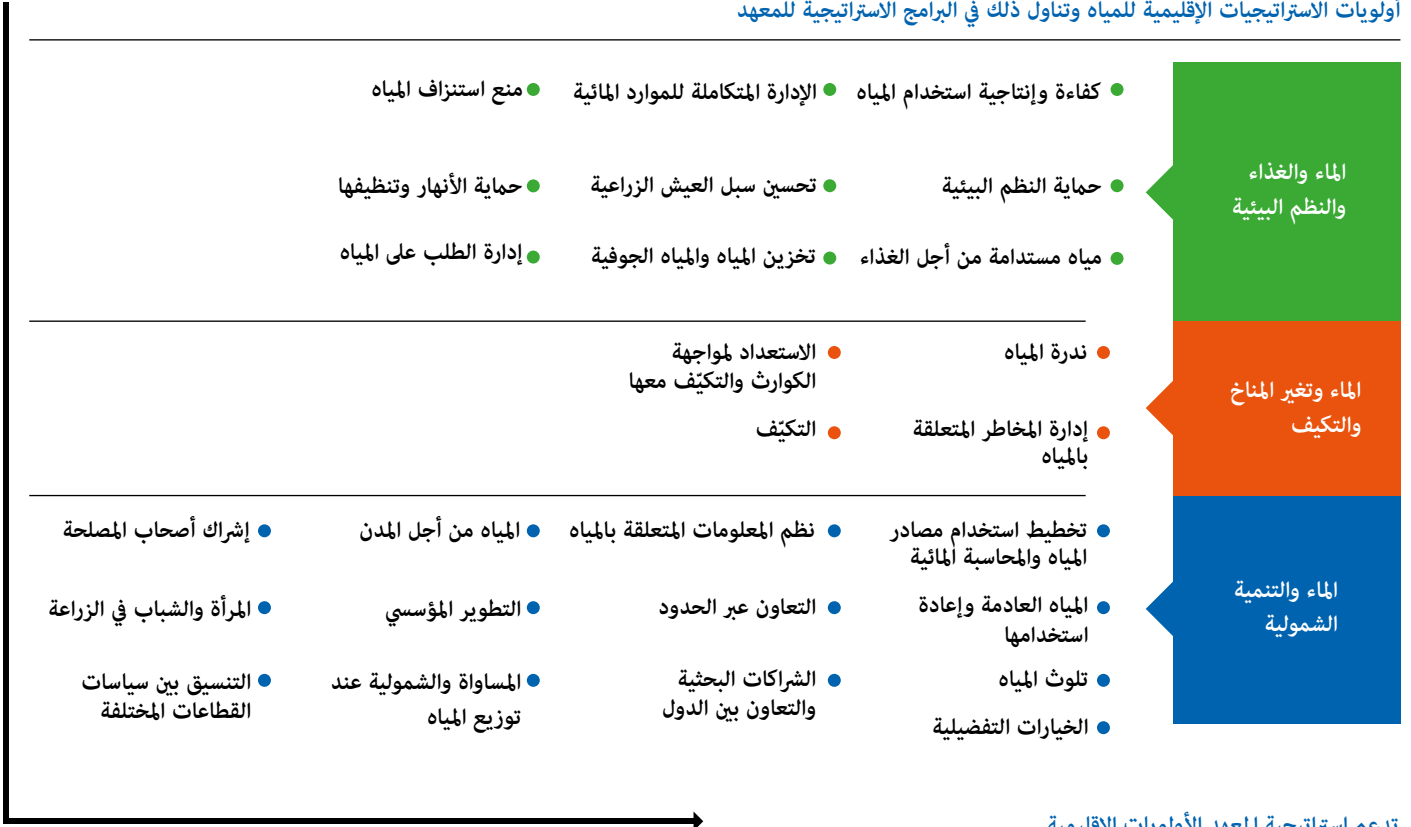 أولويات الاستراتيجيات الإقليمية للمياه وتناول ذلك في البرامج الاستراتيجية للمعهد
الماء والغذاء
والنظم البيئية
كفاءة وإنتاجية استخدام المياه
الإدارة المتكاملة للموارد المائية
منع استنزاف المياه
حماية النظم البيئية
تحسين سبل العيش الزراعية
حماية الأنهار وتنظيفها
مياه مستدامة من أجل الغذاء
تخزين المياه والمياه الجوفية
إدارة الطلب على المياه
الماء وتغير المناخ
والتكيف
ندرة المياه
الاستعداد لمواجهة
الكوارث والتكيّف معها
إدارة المخاطر المتعلقة
بالمياه
التكيّف
الماء والتنمية
الشمولية
تخطيط استخدام مصادر
المياه والمحاسبة المائية
نظم المعلومات المتعلقة بالمياه
المياه من أجل المدن
إشراك أصحاب المصلحة
المياه العادمة وإعادة
استخدامها
التعاون عبر الحدود
التطوير المؤسسي
المرأة والشباب في الزراعة
تلوث المياه
الشراكات البحثية
والتعاون بين الدول
المساواة والشمولية عند
توزيع المياه
التنسيق بين سياسات
القطاعات المختلفة
الخيارات التفضيلية
تدعم استراتيجية المعهد الأولويات الإقليمية